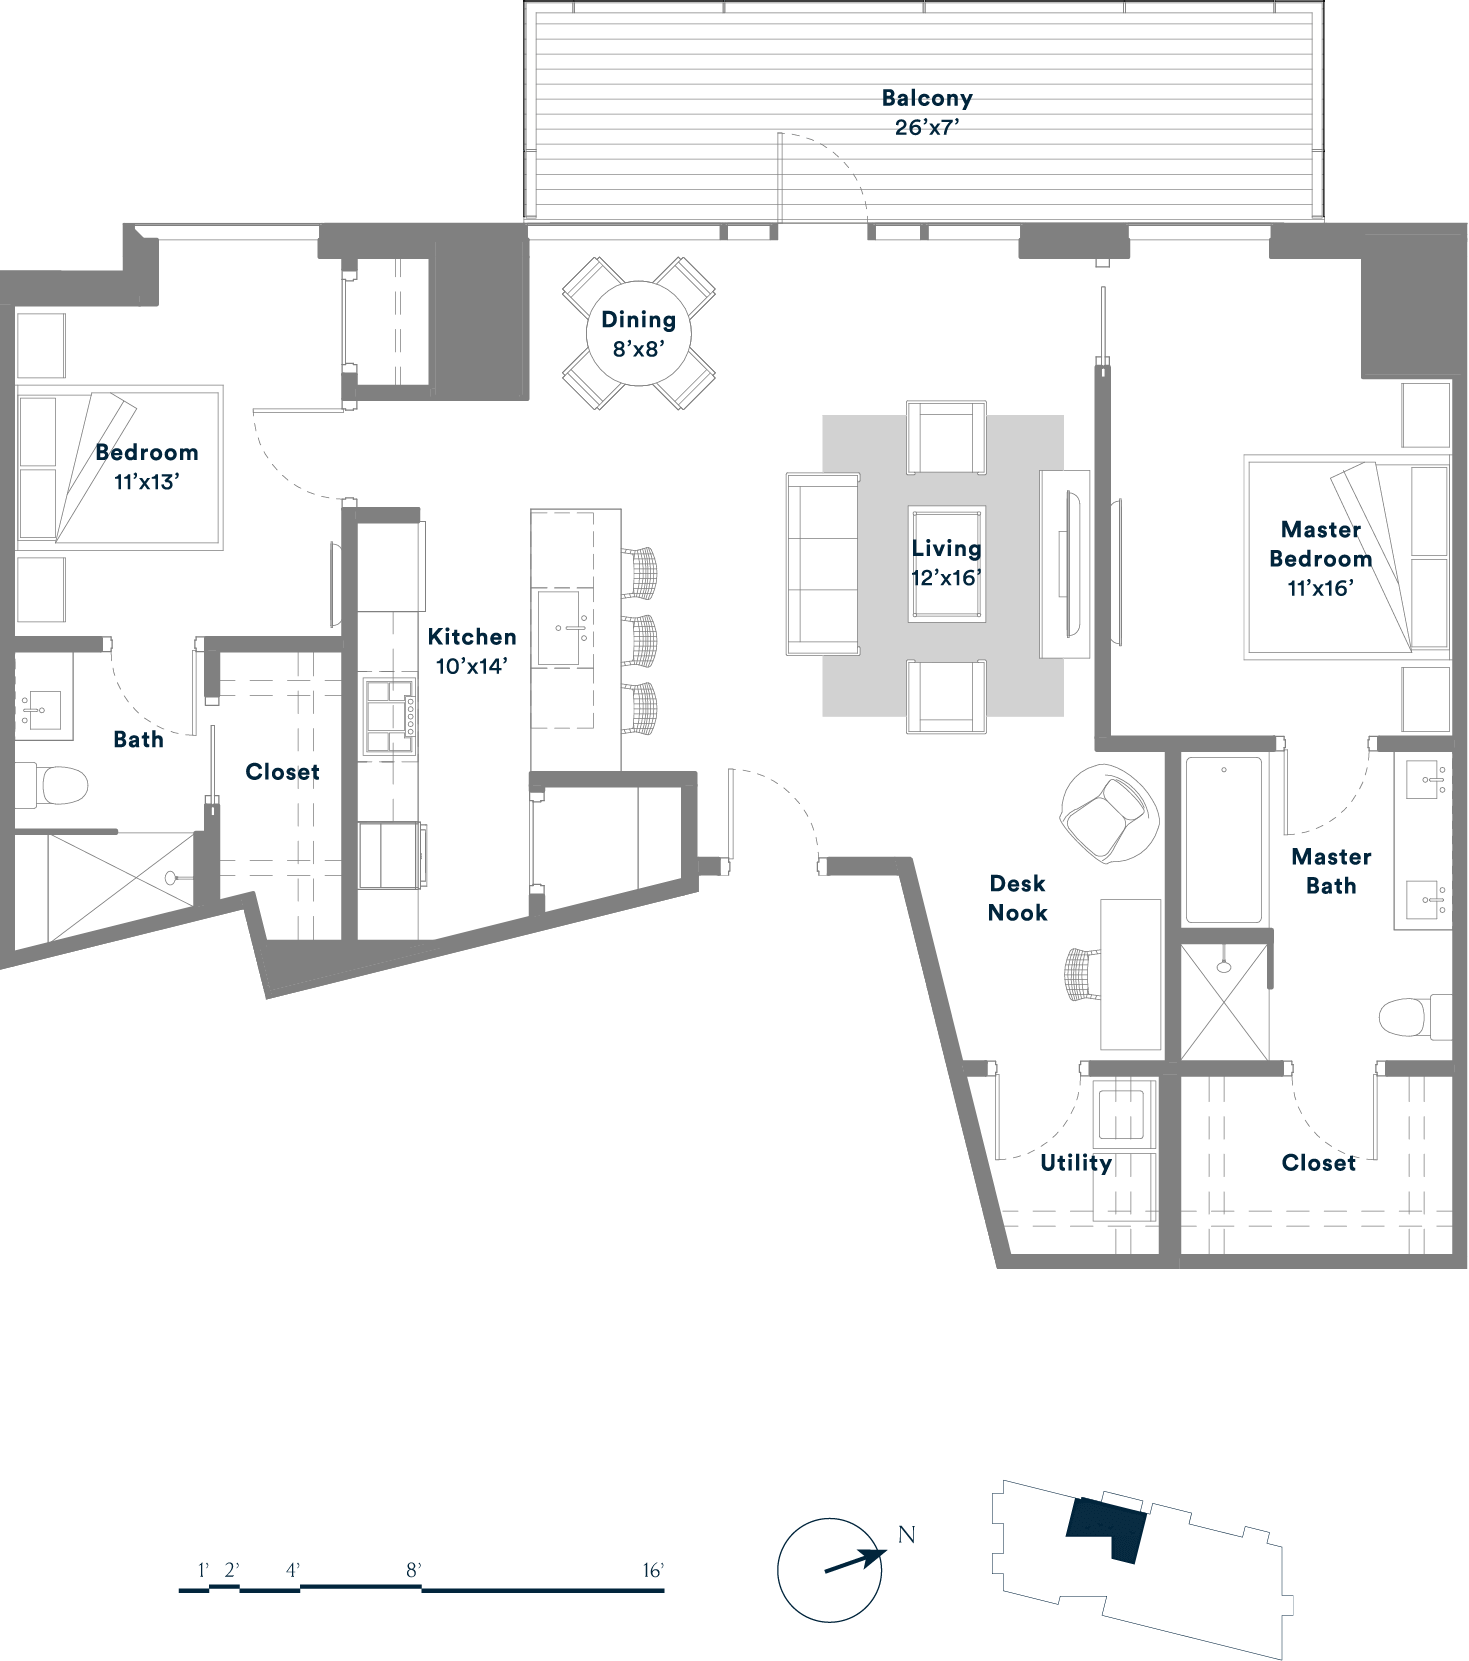 Balcony
26’x7’
Dining
8’x8’
Bedroom
11’x13’
Living
12’x16’
Master
Bedroom
11’x16’
Kitchen
10’x14’
Bath
Closet
Master
Bath
Desk
Nook
Utility
Closet
N
1’ 2’ 4’ 8’ 16’